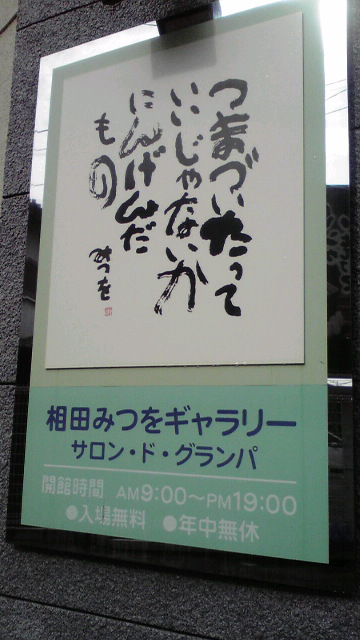 つまづいたって
いいじゃないか
にんげんだ
もの
みつを
相田みつをギャラリー
サロン・ド・グランパ
開館時間 AM9:00〜PM19:00
●入場無料 ●年中無休